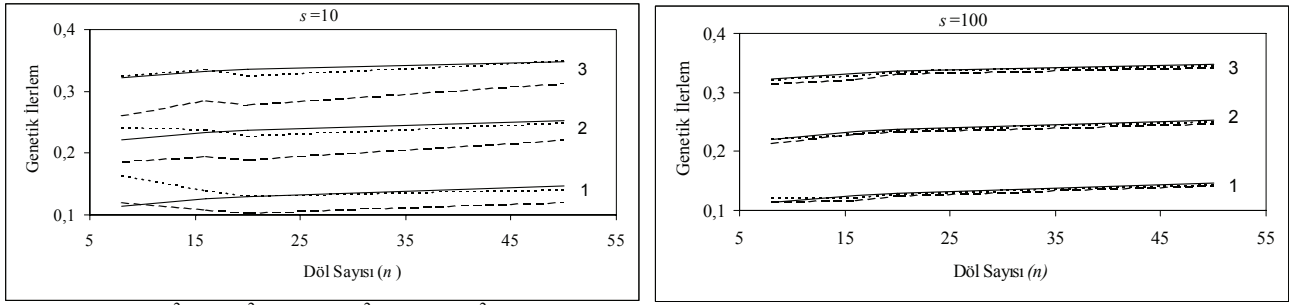 s =10
Genetik İlerlem
0,4
0,3
0,2
0,1
3
2
1
5 15 25 35 45 55
Döl Sayısı (n )
s=100
Genetik İlerlem
0,4
0,3
0,2
0,1
3
2
1
5 15 25 35 45 55
Döl Sayısı (n)